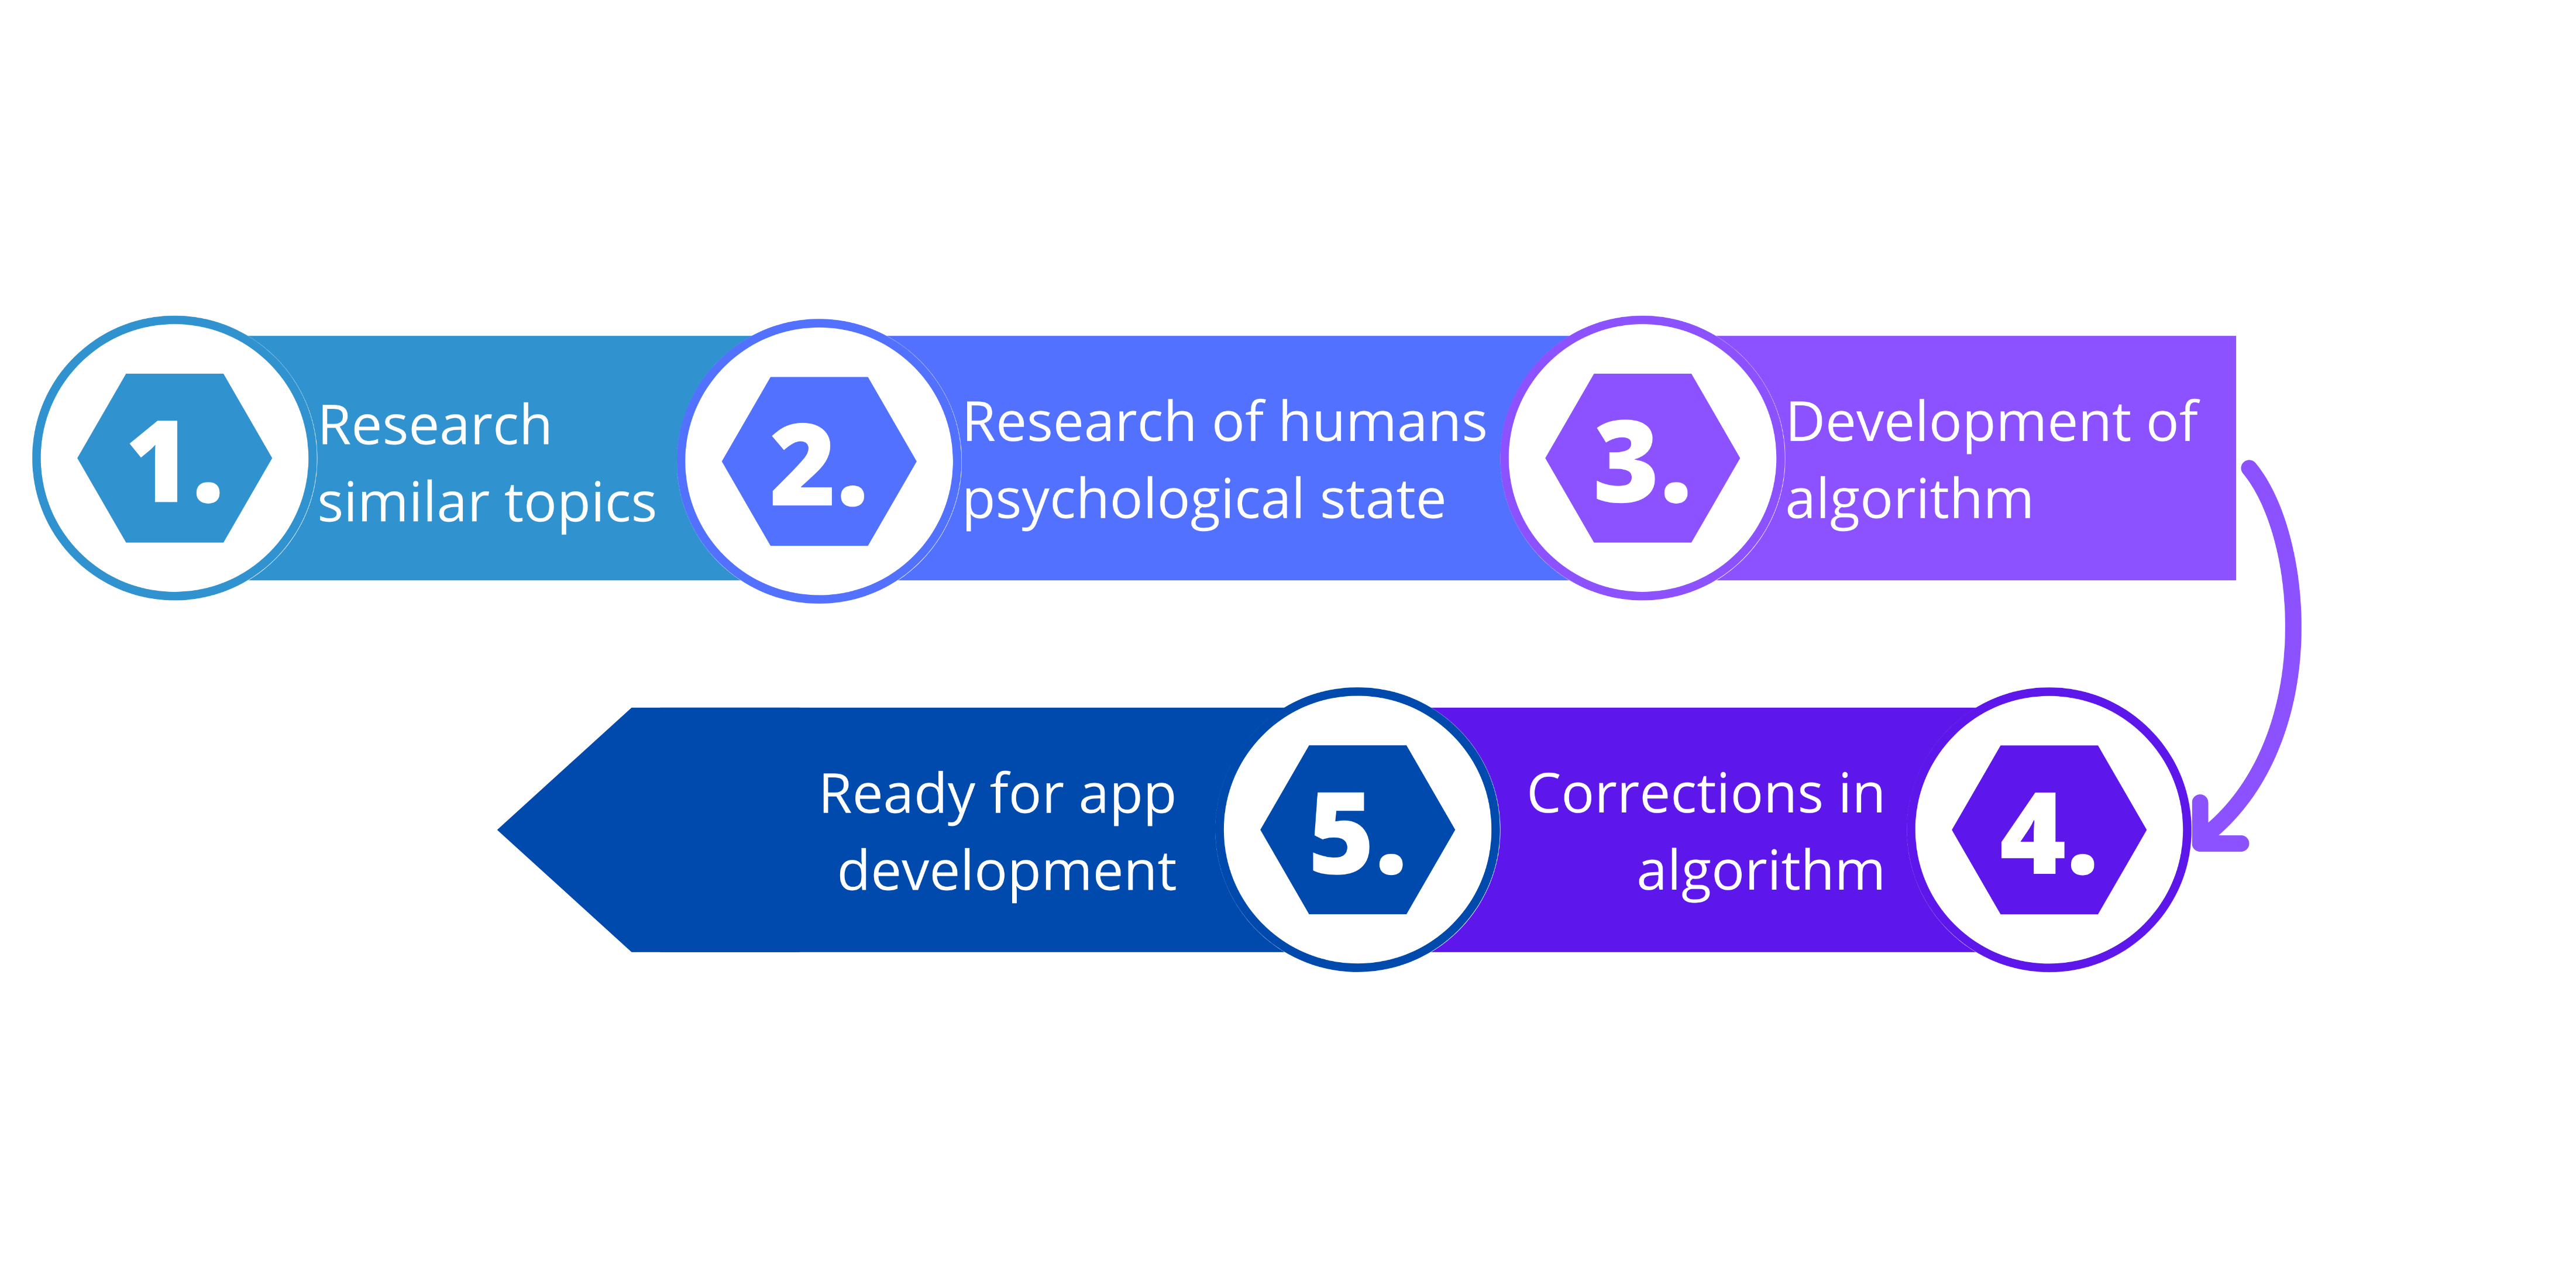 1.
Research
similar topics
2.
Research of humans
psychological state
3.
Development of
algorithm
4.
Corrections in
algorithm
5.
Ready for app
development